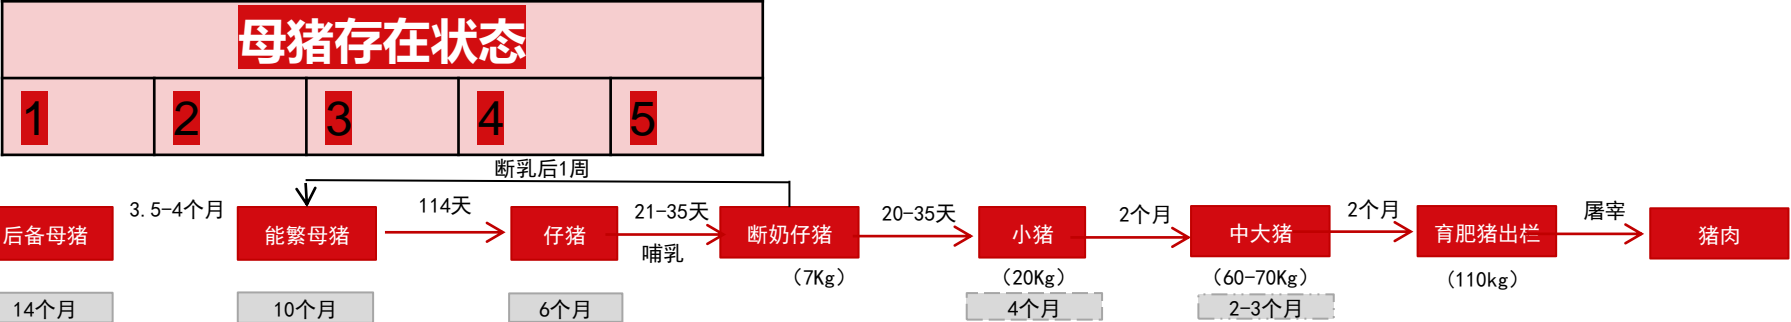 母猪存在状态
1 2 3 4 5
断乳后1周
3.5-4个月 114天 21-35天 20-35天 2个月 2个月 屠宰
后备母猪 能繁母猪 仔猪 断奶仔猪 小猪 中大猪 育肥猪出栏 猪肉
哺乳
（7Kg） （20Kg） （60-70Kg） （110kg）
14个月 10个月 6个月 4个月 2-3个月